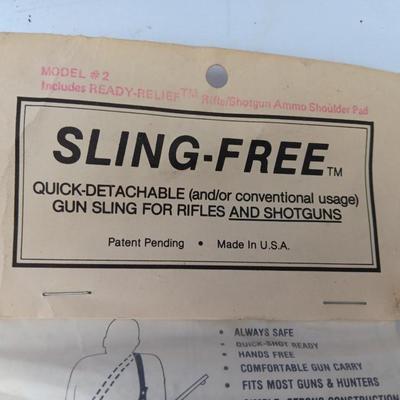 MODEL #2
Includes READY-RELIEF™ Rifle/Shotgun Ammo Shoulder Pad
SLING-FREE™
QUICK-DETACHABLE (and/or conventional usage)
GUN SLING FOR RIFLES AND SHOTGUNS
Patent Pending • Made In U.S.A.
• ALWAYS SAFE
• QUICK-SHOT READY
• HANDS FREE
• COMFORTABLE GUN CARRY
• FITS MOST GUNS & HUNTERS